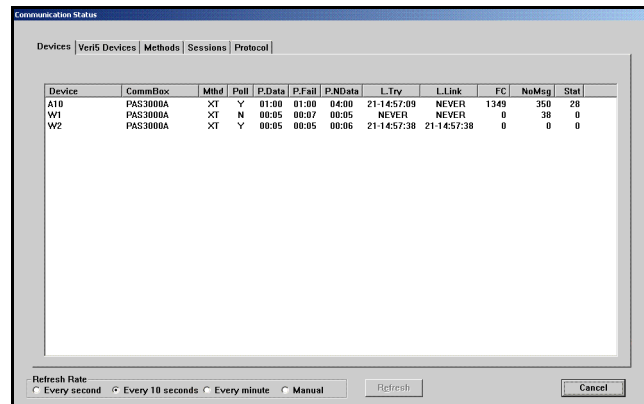 Communication Status
Devices Veri5 Devices Methods Sessions Protocol
Device CommBox Mthd Poll P.Data P.Fail P.NData L.Try L.Link FC NoMsg Stat
A10 PAS3000A XT Y 01:00 01:00 04:00 21-14:57:09 NEVER 1349 350 28
W1 PAS3000A XT N 00:05 00:07 00:05 NEVER NEVER 0 38 0
W2 PAS3000A XT Y 00:05 00:05 00:06 21-14:57:38 21-14:57:38 0 0 0
Refresh Rate
Every second Every 10 seconds Every minute Manual Refresh Cancel